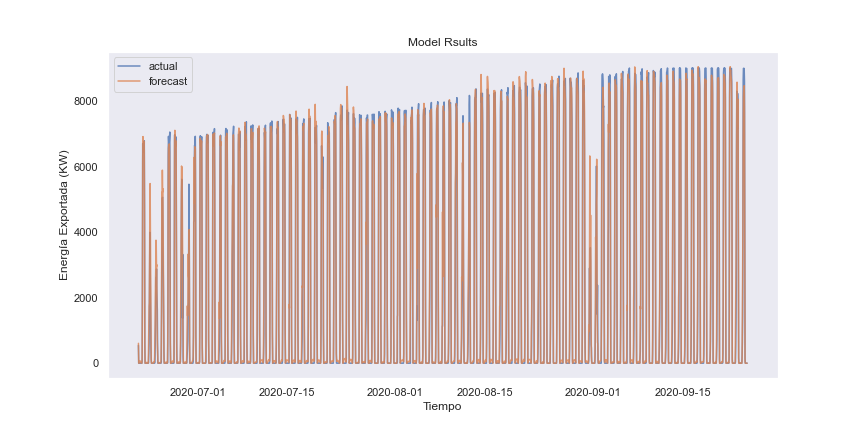 Model Rsults
actual
forecast
Energía Exportada (KW)
8000
6000
4000
2000
0
2020-07-01 2020-07-15 2020-08-01 2020-08-15 2020-09-01 2020-09-15
Tiempo